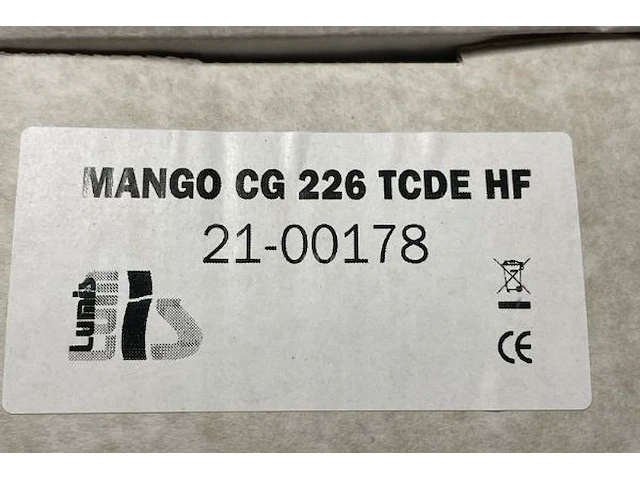 MANGO CG 226 TCDE HF
21-00178
Lumis
CE